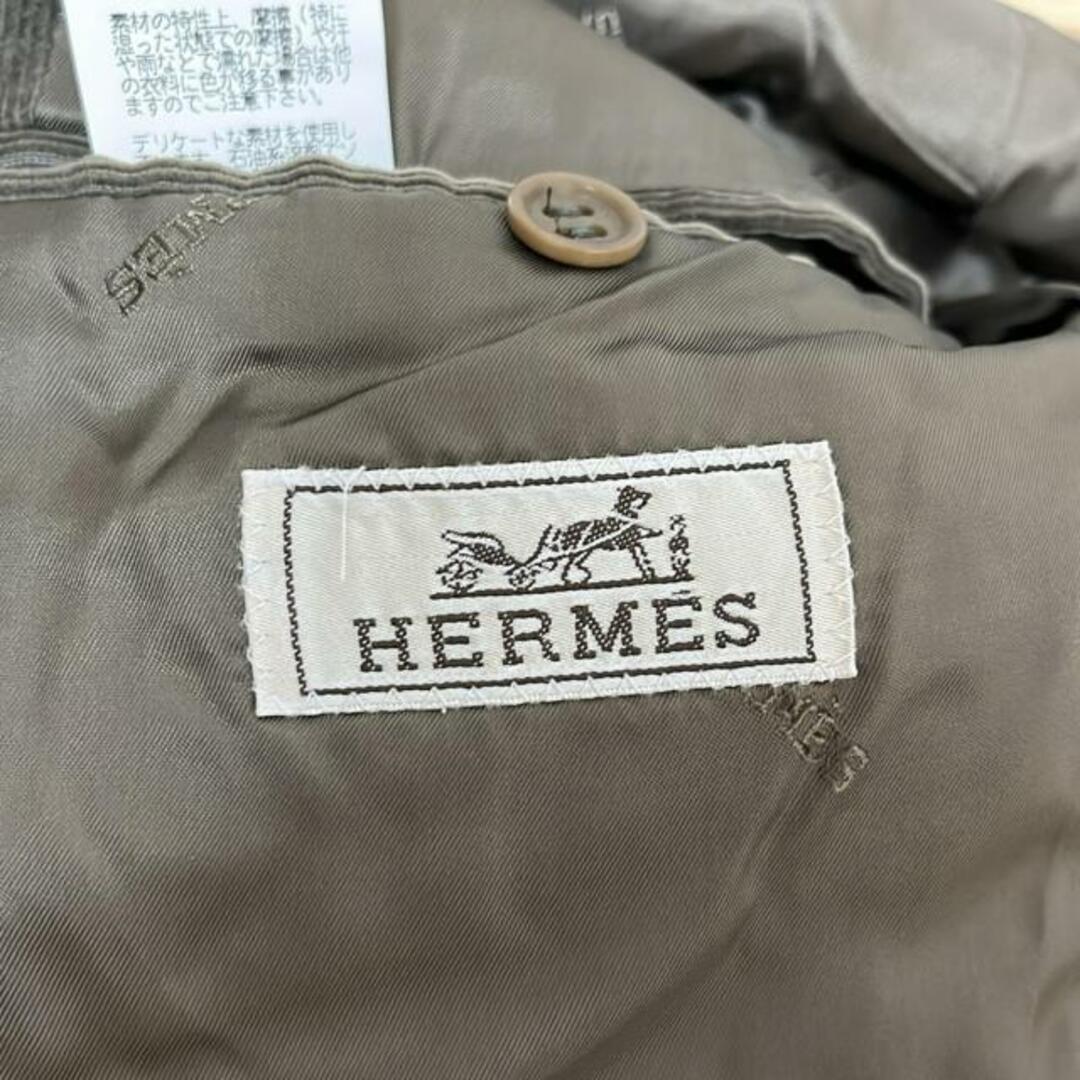 素材の特性上、摩擦（特に
湿った状態での摩擦）や汗
や雨などで濡れた場合は他
の衣料に色が移る事があり
ますのでご注意下さい。
デリケートな素材を使用し
HERMÈS
HERMÈS
HERMÈS